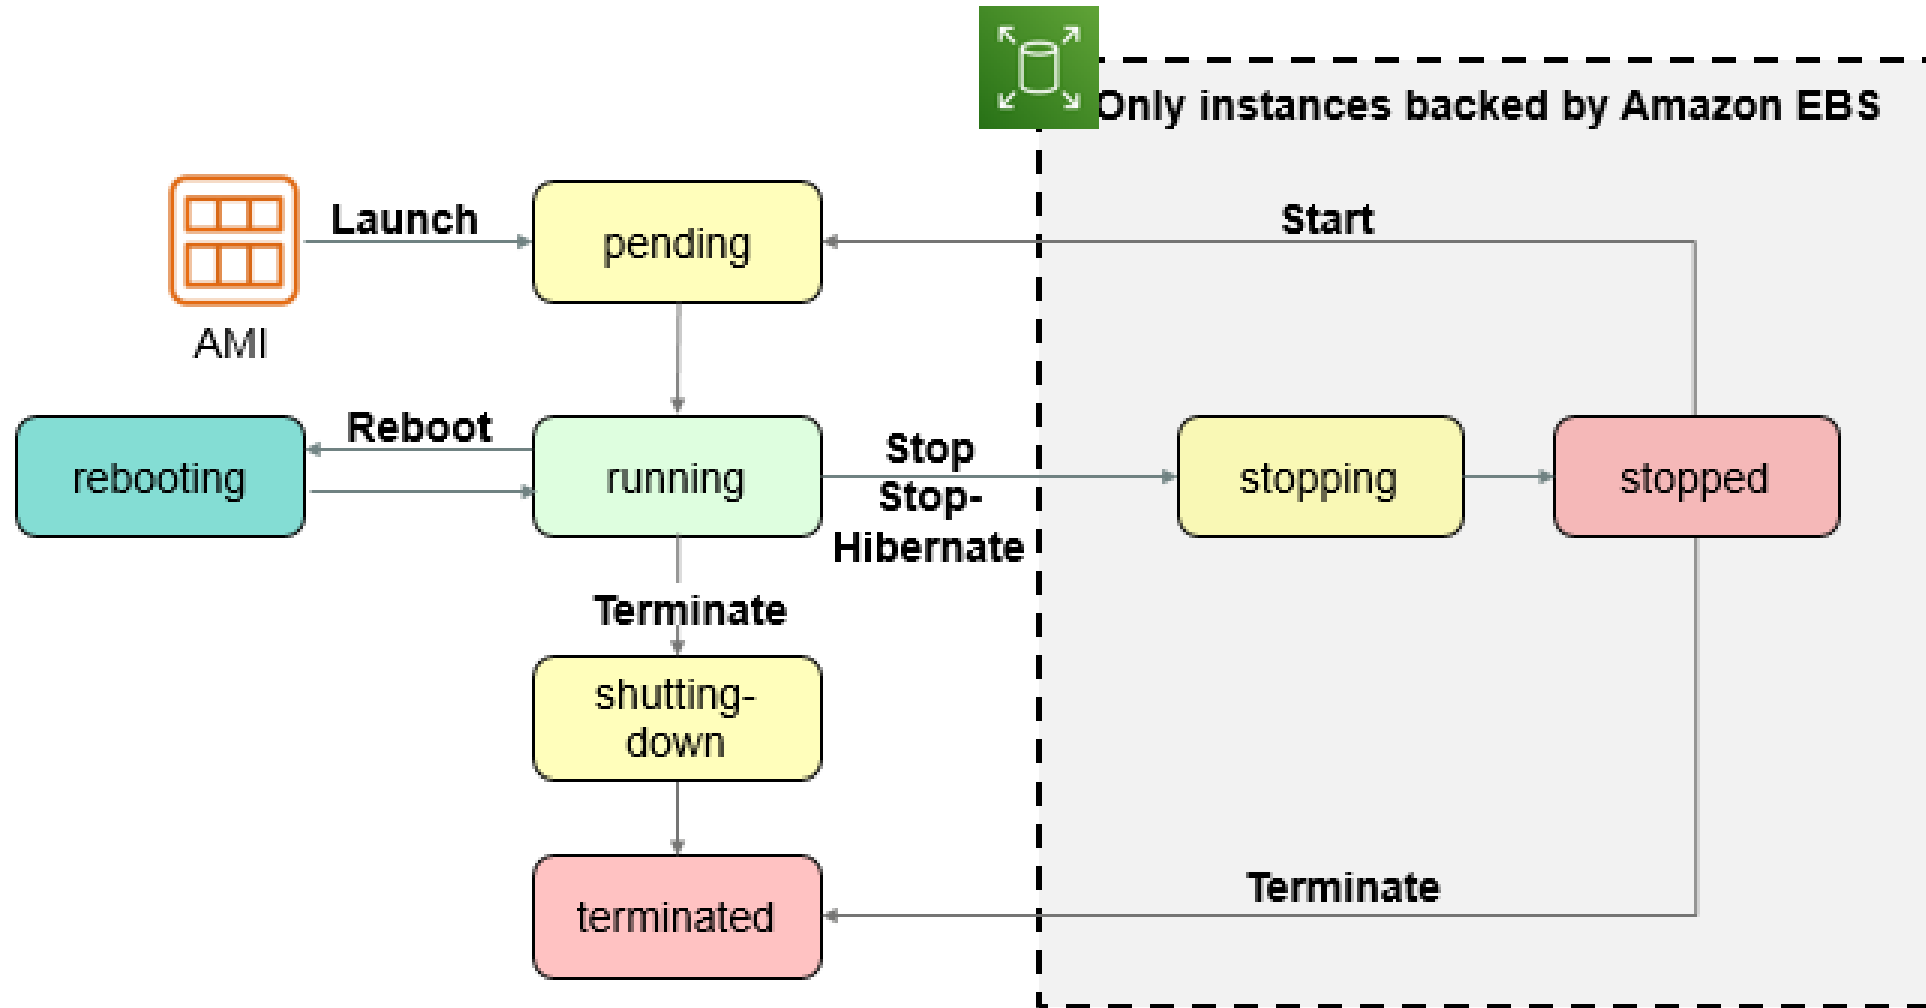 Only instances backed by Amazon EBS
Launch
pending
Start
AMI
Reboot
rebooting
running
Stop
Stop-
Hibernate
stopping
stopped
Terminate
shutting-
down
Terminate
terminated